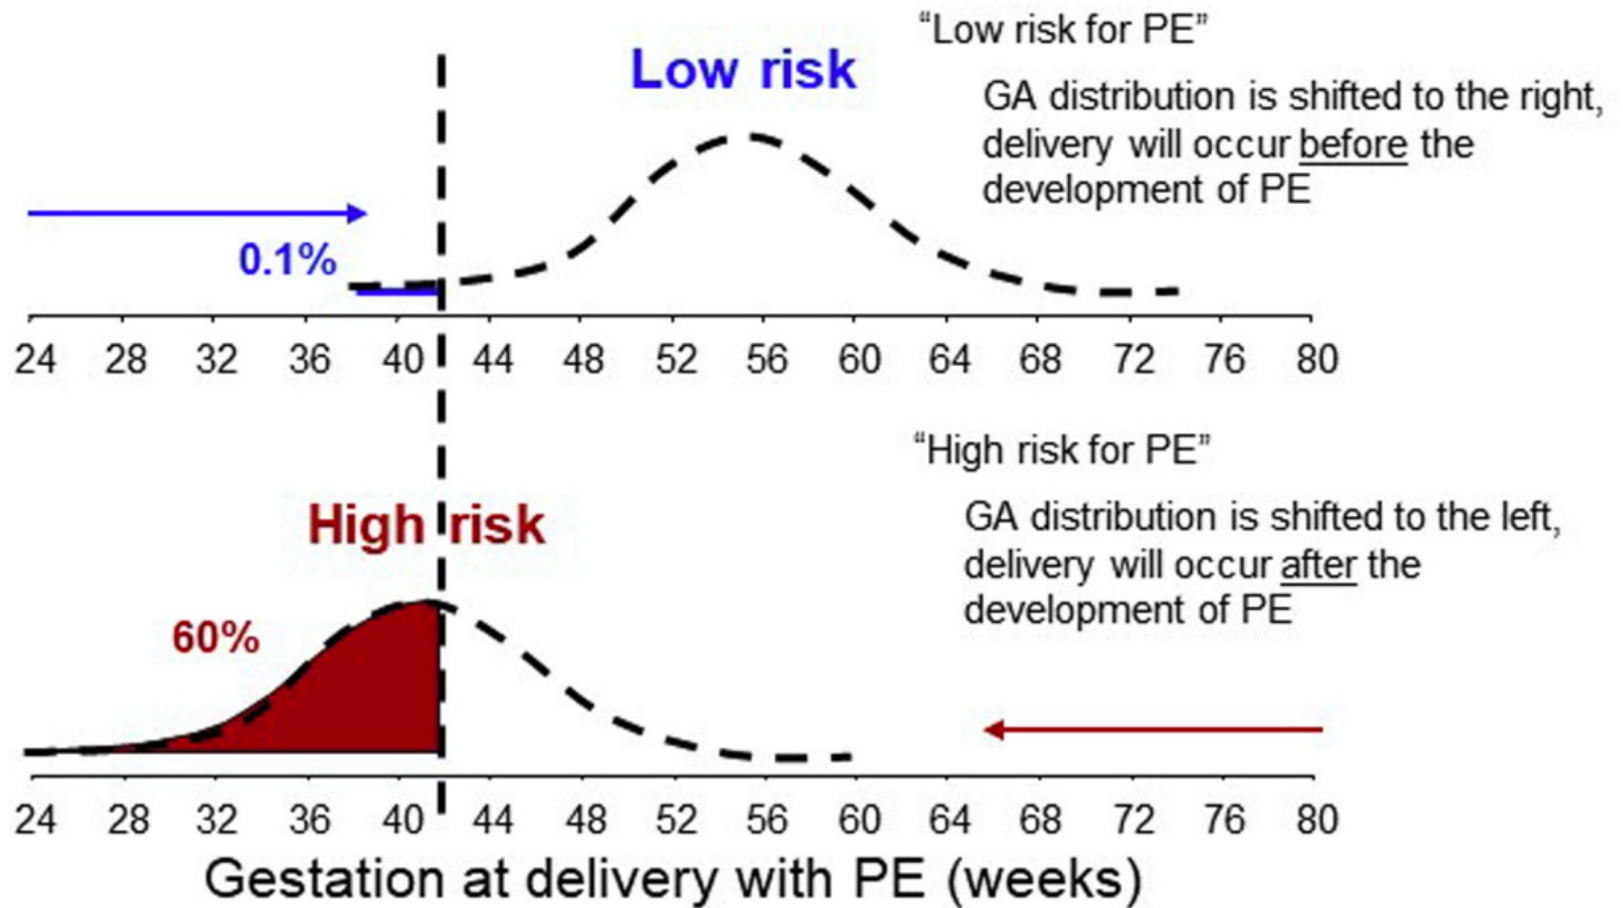 “Low risk for PE”
Low risk
GA distribution is shifted to the right,
delivery will occur before the
development of PE
0.1%
24 28 32 36 40 44 48 52 56 60 64 68 72 76 80
“High risk for PE”
High risk
GA distribution is shifted to the left,
delivery will occur after the
development of PE
60%
24 28 32 36 40 44 48 52 56 60 64 68 72 76 80
Gestation at delivery with PE (weeks)